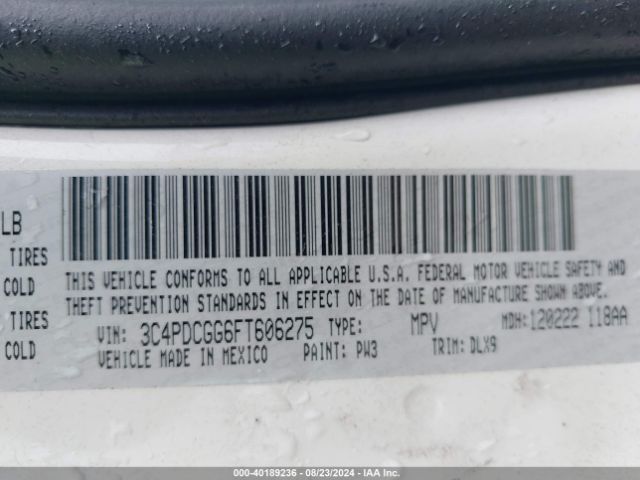 LB
TIRES
COLD
TIRES
COLD
THIS VEHICLE CONFORMS TO ALL APPLICABLE U.S.A. FEDERAL MOTOR VEHICLE SAFETY AND
THEFT PREVENTION STANDARDS IN EFFECT ON THE DATE OF MANUFACTURE SHOWN ABOVE.
VIN: 3C4PDCGG6FT606275 TYPE: MPV MDH:120222 118AA
VEHICLE MADE IN MEXICO PAINT: PW3 TRIM: DLX9
000-40189236 - 08/23/2024 - IAA Inc.